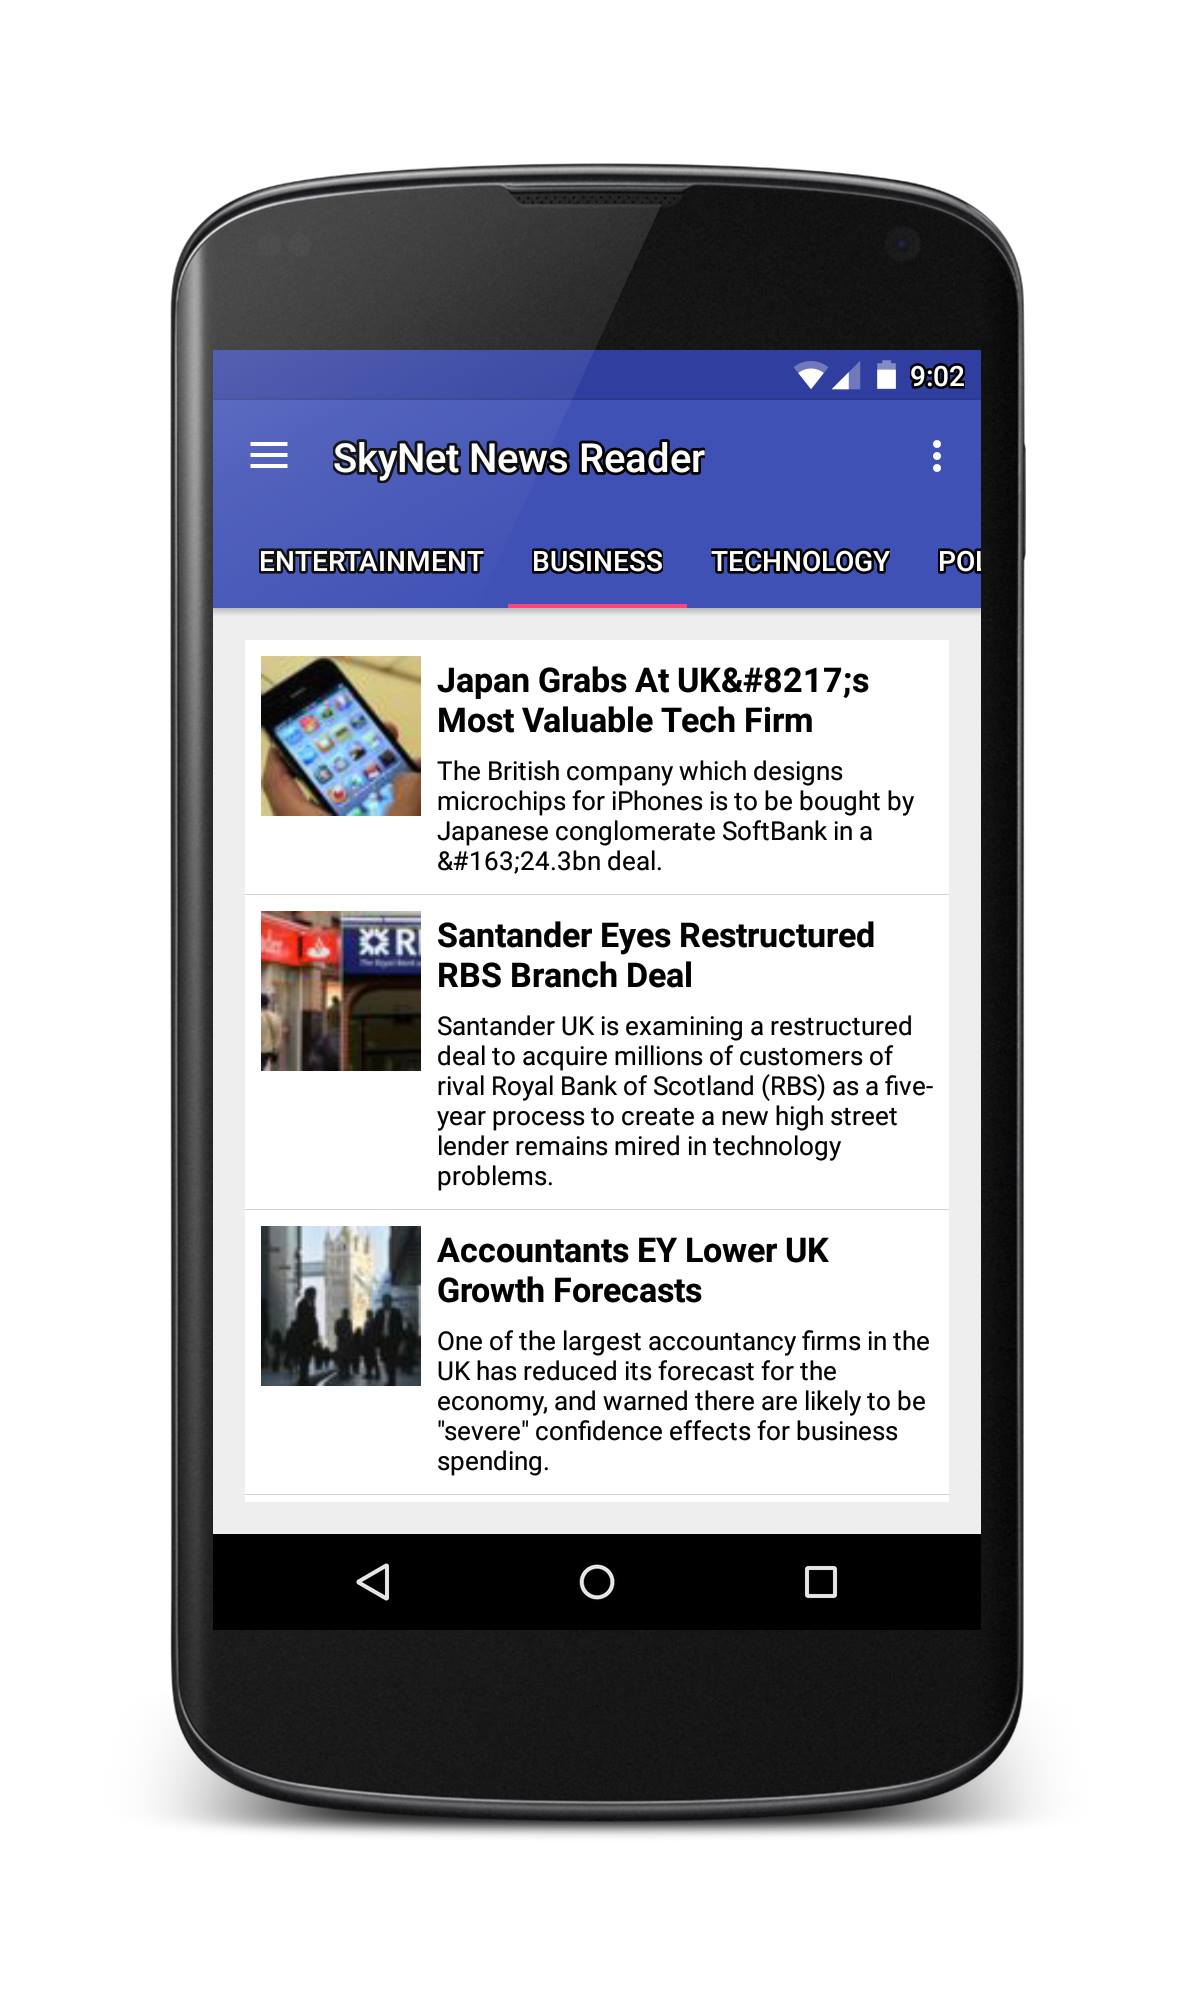 9:02
SkyNet News Reader
ENTERTAINMENT BUSINESS TECHNOLOGY
Japan Grabs At UK&#8217;s
Most Valuable Tech Firm
The British company which designs
microchips for iPhones is to be bought by
Japanese conglomerate SoftBank in a
&#163;24.3bn deal.
Santander Eyes Restructured
RBS Branch Deal
Santander UK is examining a restructured
deal to acquire millions of customers of
rival Royal Bank of Scotland (RBS) as a five-
year process to create a new high street
lender remains mired in technology
problems.
Accountants EY Lower UK
Growth Forecasts
One of the largest accountancy firms in the
UK has reduced its forecast for the
economy, and warned there are likely to be
"severe" confidence effects for business
spending.